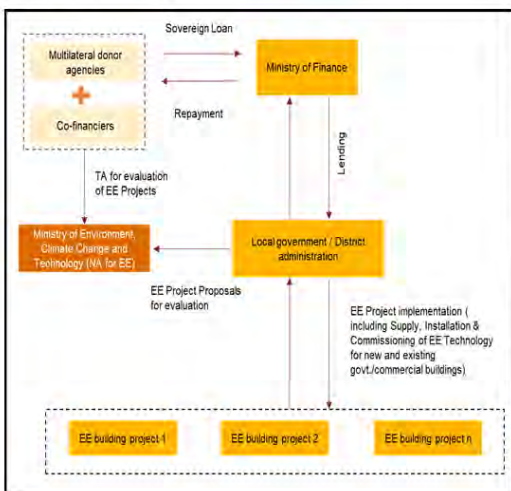 Sovereign Loan
Multilateral donor
agencies
Ministry of Finance
Co-financiers
Repayment
Lending
TA for evaluation
of EE Projects
Ministry of Environment,
Climate Change and
Technology (NA for EE)
Local government / District
administration
EE Project Proposals
for evaluation
EE Project implementation (
including Supply, Installation &
Commissioning of EE Technology
for new and existing
govt./commercial buildings)
EE building project 1
EE building project 2
EE building project n